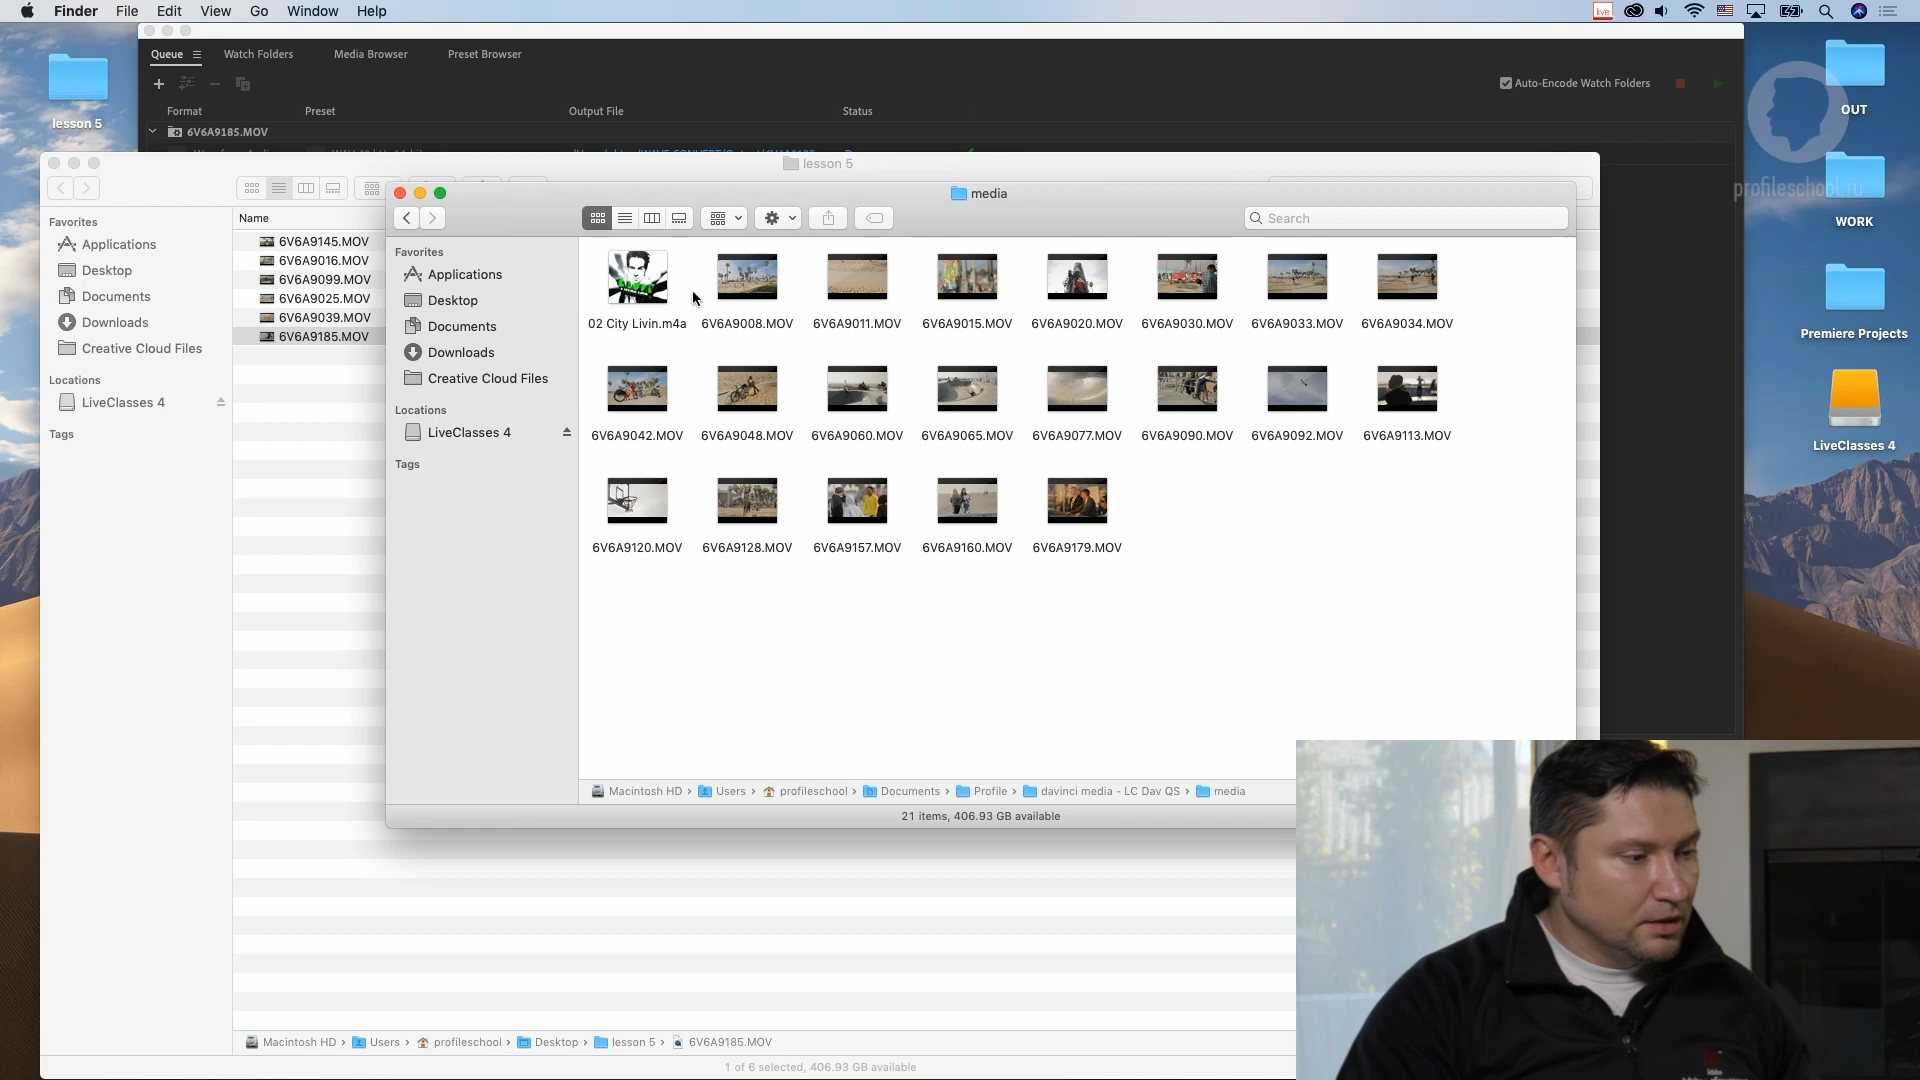 Finder File Edit View Go Window Help
live
Queue Watch Folders Media Browser Preset Browser
Auto-Encode Watch Folders
Format Preset Output File Status
6V6A9185.MOV
lesson 5
OUT
WORK
profileschool.ru
Premiere Projects
LiveClasses 4
lesson 5
Favorites
Applications
Desktop
Documents
Downloads
Creative Cloud Files
Locations
LiveClasses 4
Tags
Name
6V6A9145.MOV
6V6A9016.MOV
6V6A9099.MOV
6V6A9025.MOV
6V6A9039.MOV
6V6A9185.MOV
media
Search
Favorites
Applications
Desktop
Documents
Downloads
Creative Cloud Files
Locations
LiveClasses 4
Tags
02 City Livin.m4a 6V6A9008.MOV 6V6A9011.MOV 6V6A9015.MOV 6V6A9020.MOV 6V6A9030.MOV 6V6A9033.MOV 6V6A9034.MOV
6V6A9042.MOV 6V6A9048.MOV 6V6A9060.MOV 6V6A9065.MOV 6V6A9077.MOV 6V6A9090.MOV 6V6A9092.MOV 6V6A9113.MOV
6V6A9120.MOV 6V6A9128.MOV 6V6A9157.MOV 6V6A9160.MOV 6V6A9179.MOV
Macintosh HD › Users › profileschool › Documents › Profile › davinci media - LC Dav QS › media
21 items, 406.93 GB available
Macintosh HD › Users › profileschool › Desktop › lesson 5 › 6V6A9185.MOV
1 of 6 selected, 406.93 GB available